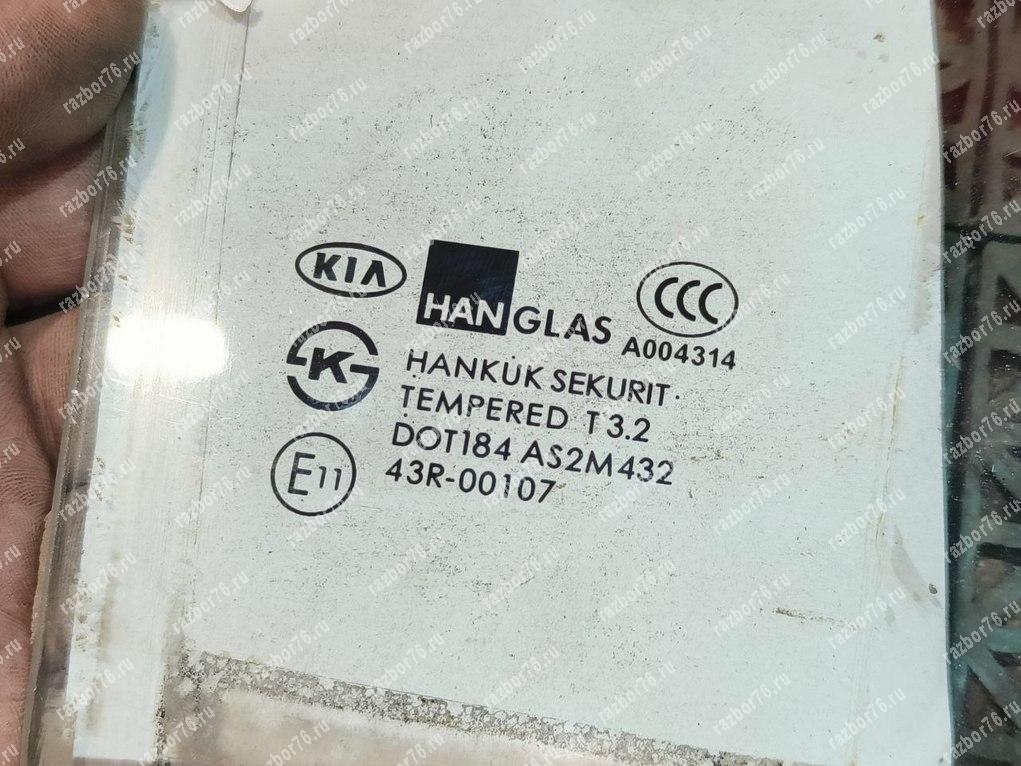 KIA
HANGLAS
CCC
A004314
K
HANKUK SEKURIT
TEMPERED T3.2
DOT184 AS2M432
E11
43R-00107
razbor76.ru